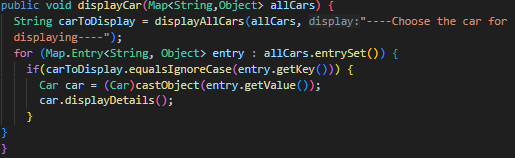 public void displayCar(Map<String,Object> allCars) {
String carToDisplay = displayAllCars(allCars, display:"----Choose the car for
displaying----");
for (Map.Entry<String, Object> entry : allCars.entrySet()) {
if(carToDisplay.equalsIgnoreCase(entry.getKey())) {
Car car = (Car)castObject(entry.getValue());
car.displayDetails();
}
}
}